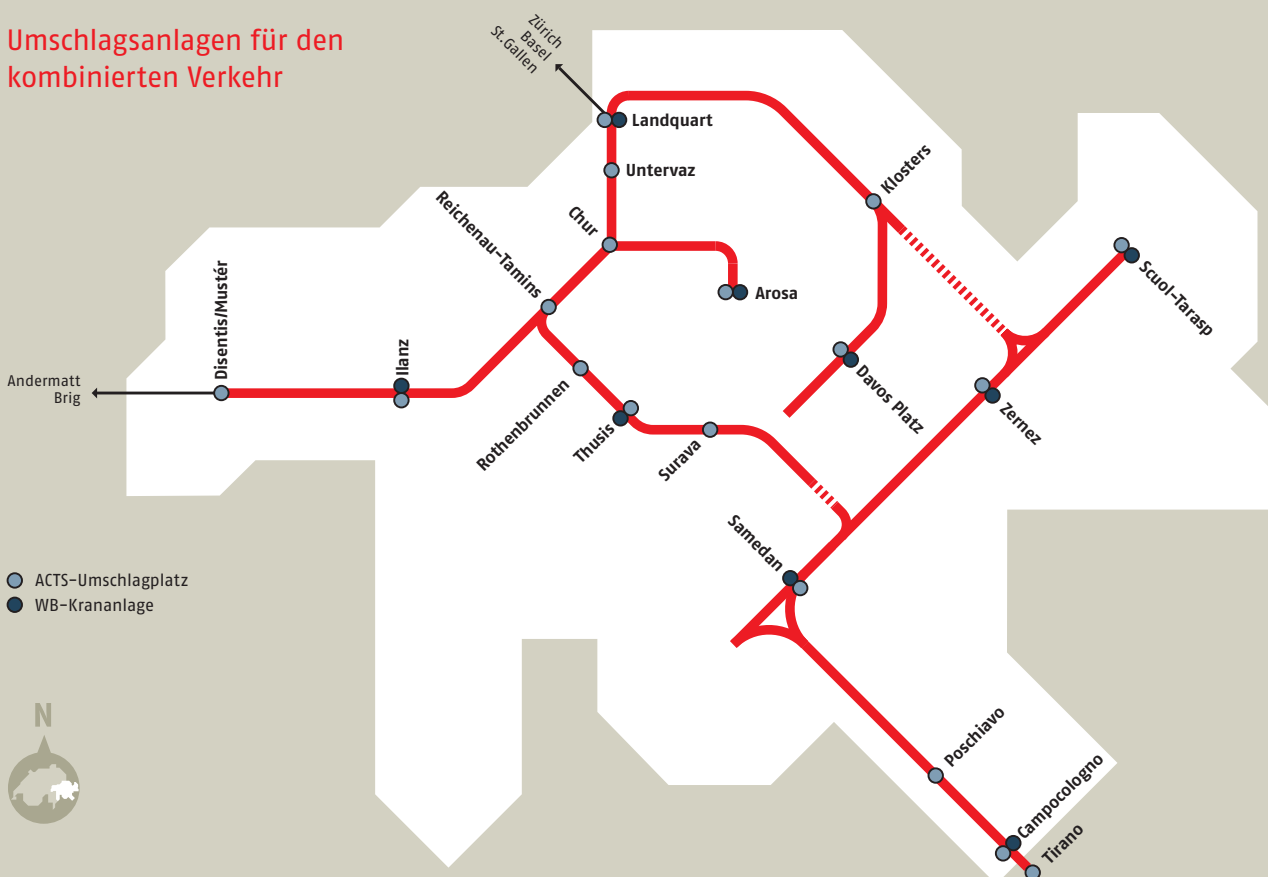 Umschlagsanlagen für den
kombinierten Verkehr
Zürich
Basel
St.Gallen
Landquart
Untervaz
Klosters
Chur
Reichenau-Tamins
Arosa
Scuol-Tarasp
Disentis/Mustér
Ilanz
Andermatt
Brig
Rothenbrunnen
Thusis
Surava
Davos Platz
Zernez
Samedan
ACTS-Umschlagplatz
WB-Krananlage
N
Poschiavo
Campocologno
Tirano